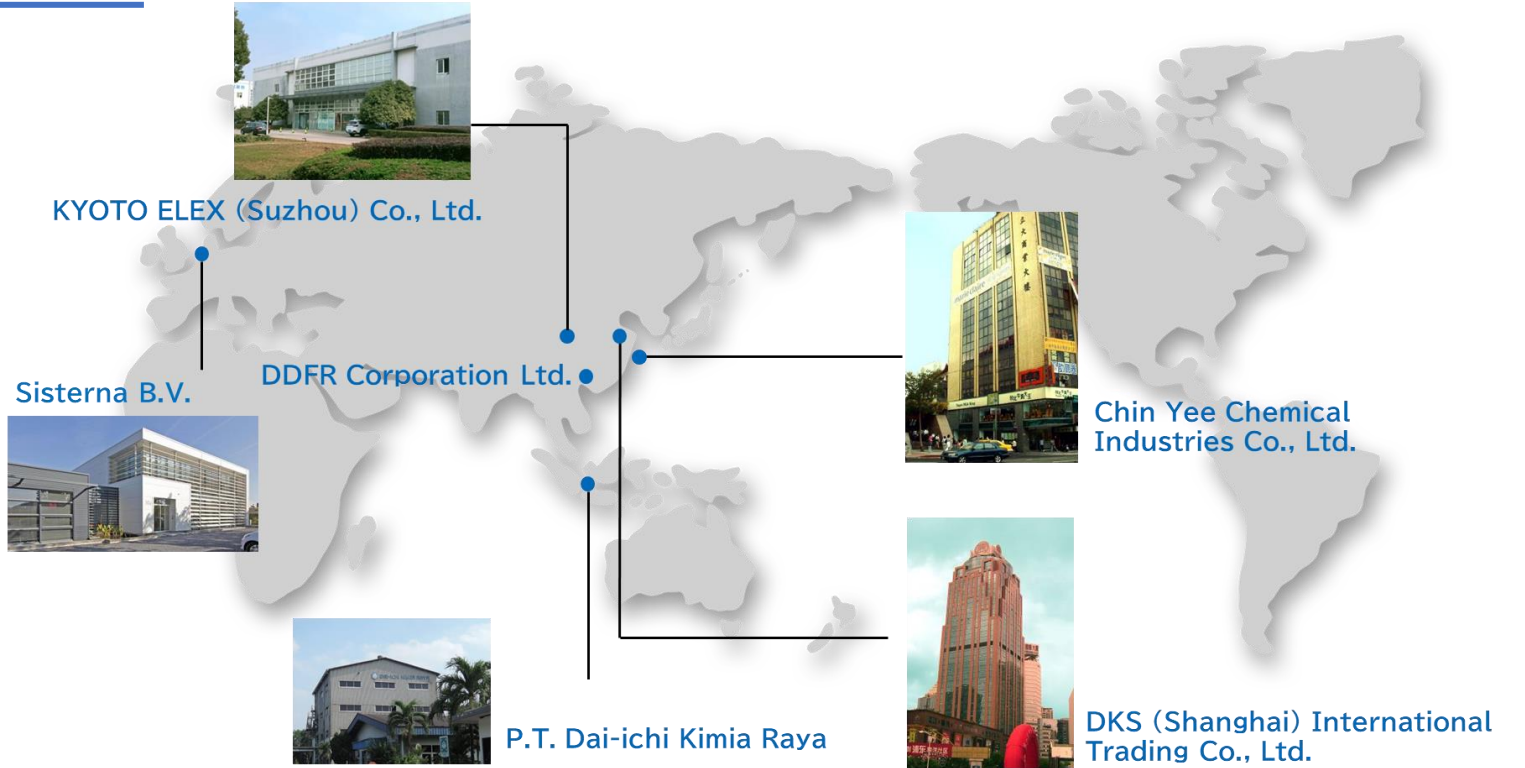 KYOTO ELEX (Suzhou) Co., Ltd.
Sisterna B.V.
DDFR Corporation Ltd.
Chin Yee Chemical
Industries Co., Ltd.
P.T. Dai-ichi Kimia Raya
DKS (Shanghai) International
Trading Co., Ltd.